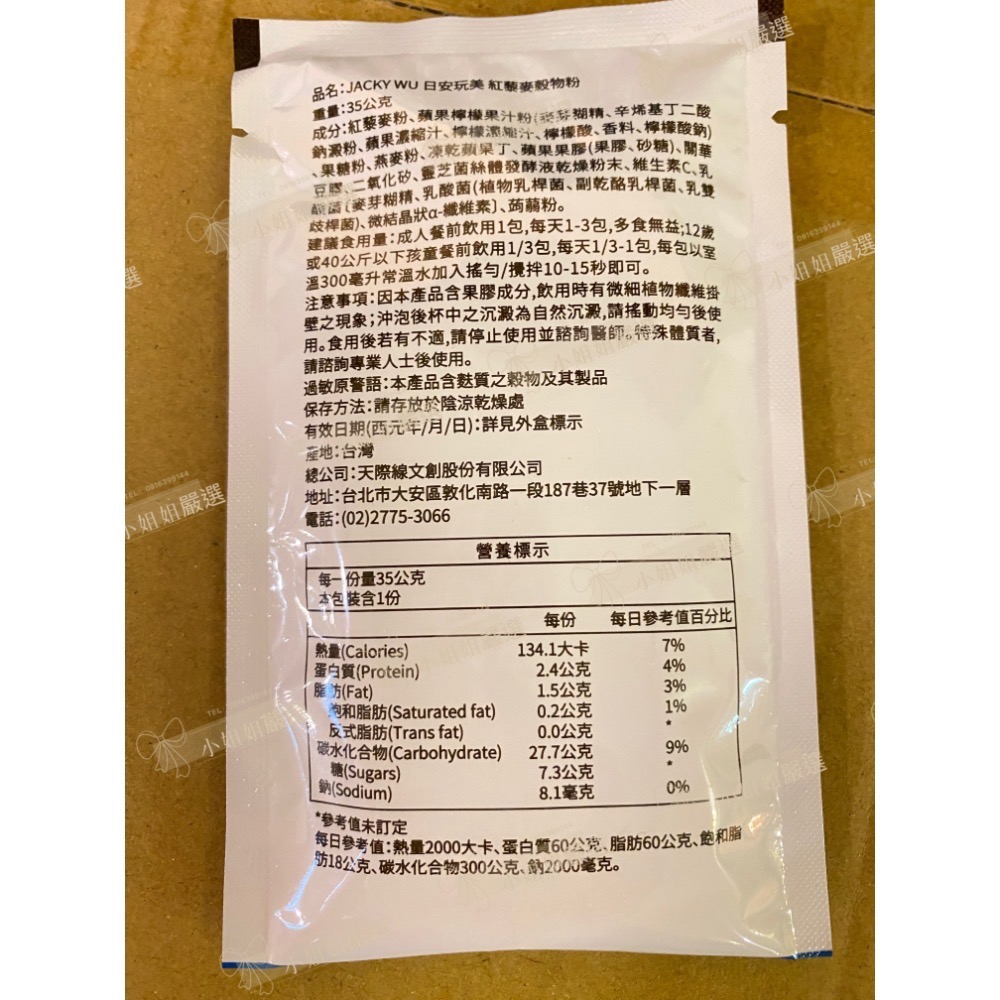 品名:JACKY WU 日安玩美 紅藜麥穀物粉
重量:35公克
成分:紅藜麥粉、蘋果檸檬果汁粉(麥芽糊精、辛烯基丁二酸
鈉澱粉、蘋果濃縮汁、檸檬濃縮汁、檸檬酸、香料、檸檬酸鈉)
、果糖粉、燕麥粉、凍乾蘋果丁、蘋果果膠(果膠、砂糖)、關華
豆膠、二氧化矽、靈芝菌絲體發酵液乾燥粉末、維生素C、乳
酸菌〔麥芽糊精、乳酸菌(植物乳桿菌、副乾酪乳桿菌、乳雙
歧桿菌)、微結晶狀α-纖維素〕、蒟蒻粉。
建議食用量:成人餐前飲用1包,每天1-3包,多食無益;12歲
或40公斤以下孩童餐前飲用1/3包,每天1/3-1包,每包以室
溫300毫升常溫水加入搖勻/攪拌10-15秒即可。
注意事項:因本產品含果膠成分,飲用時有微細植物纖維掛
壁之現象;沖泡後杯中之沉澱為自然沉澱,請搖動均勻後使
用。食用後若有不適,請停止使用並諮詢醫師。特殊體質者,
請諮詢專業人士後使用。
過敏原警語:本產品含麩質之穀物及其製品
保存方法:請存放於陰涼乾燥處
有效日期(西元年/月/日):詳見外盒標示
產地:台灣
總公司:天際線文創股份有限公司
地址:台北市大安區敦化南路一段187巷37號地下一層
電話:(02)2775-3066
營養標示
每一份量35公克
本包裝含1份
每份 每日參考值百分比
熱量(Calories) 134.1大卡 7%
蛋白質(Protein) 2.4公克 4%
脂肪(Fat) 1.5公克 3%
飽和脂肪(Saturated fat) 0.2公克 1%
反式脂肪(Trans fat) 0.0公克 *
碳水化合物(Carbohydrate) 27.7公克 9%
糖(Sugars) 7.3公克 *
鈉(Sodium) 8.1毫克 0%
*參考值未訂定
每日參考值:熱量2000大卡、蛋白質60公克、脂肪60公克、飽和脂
肪18公克、碳水化合物300公克、鈉2000毫克。
小姐姐嚴選